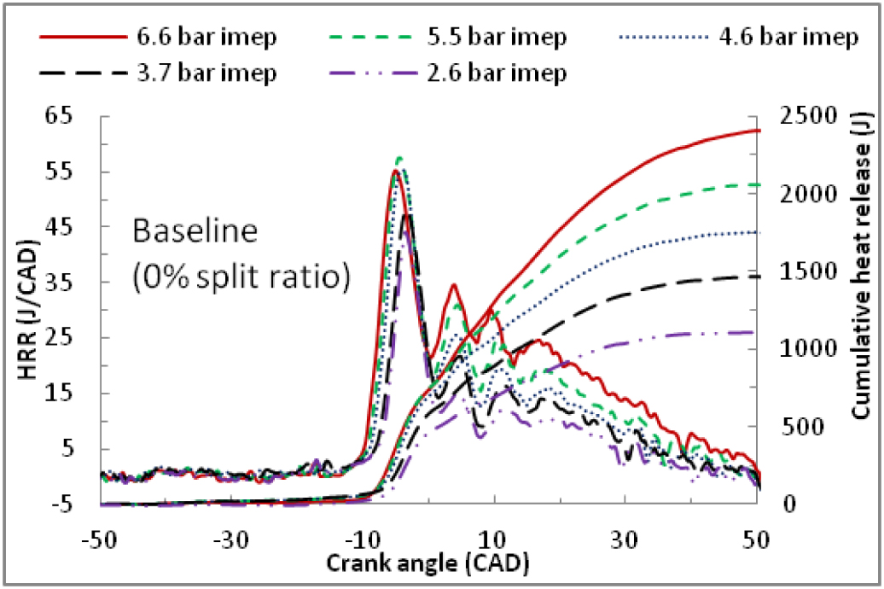 6.6 bar imep 5.5 bar imep 4.6 bar imep
3.7 bar imep 2.6 bar imep
65 2500
55 2000
45
35 1500
25 1000
15 500
5
-5 0
HRR (J/CAD)
Baseline
(0% split ratio)
Cumulative heat release (J)
-50 -30 -10 10 30 50
Crank angle (CAD)